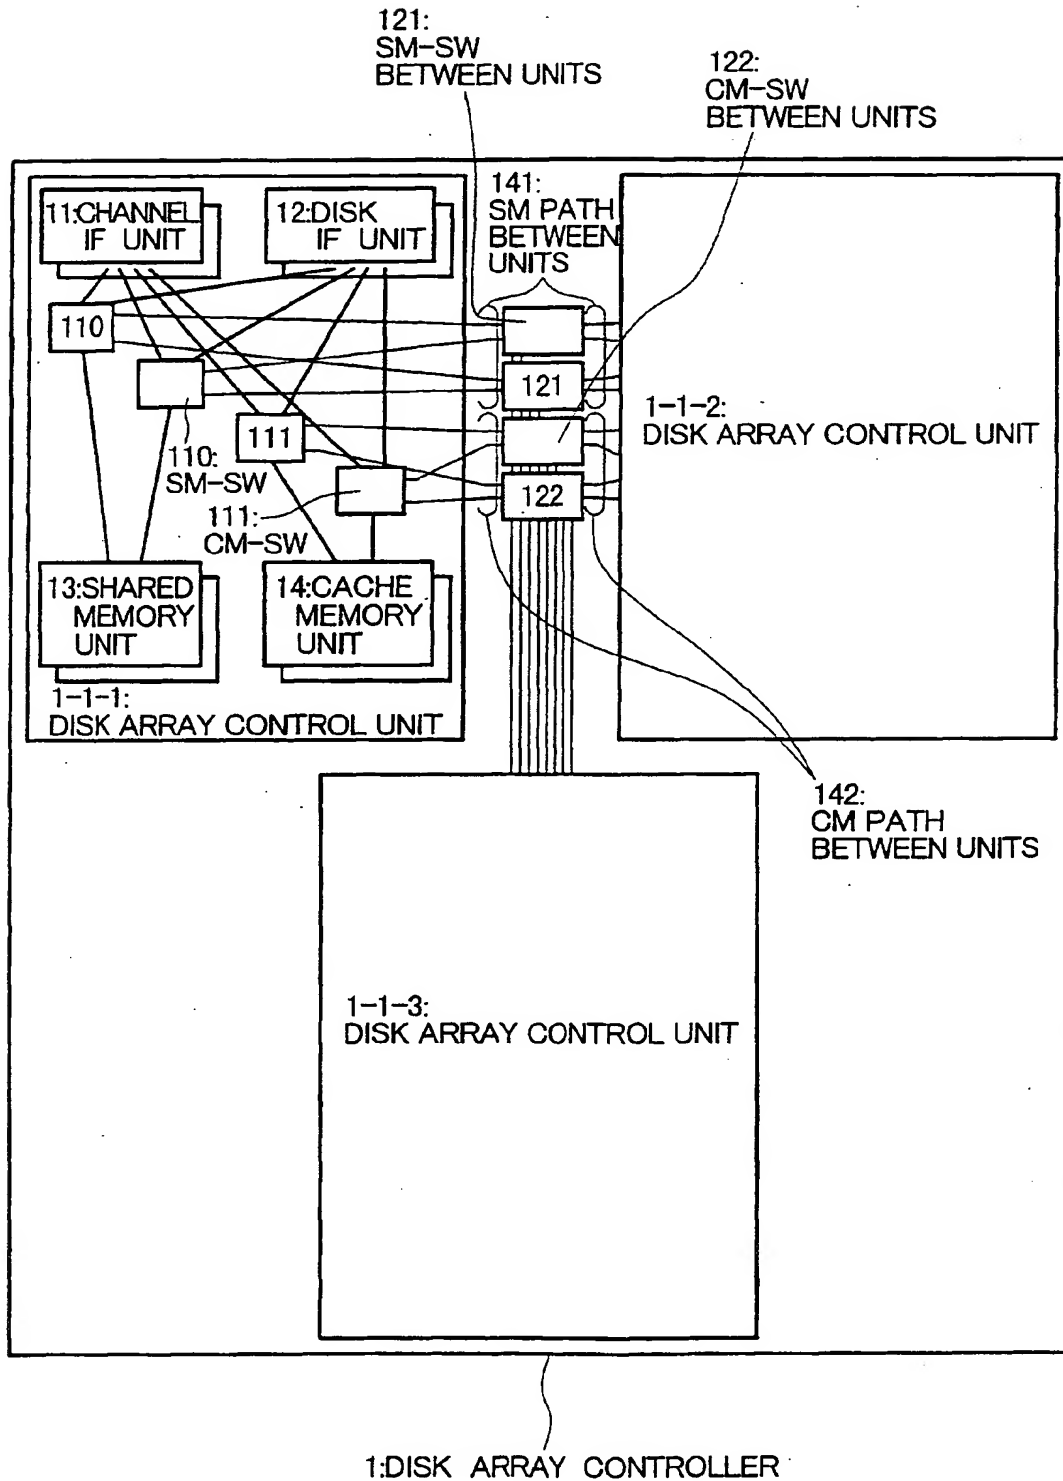 121:
SM-SW
BETWEEN UNITS
122:
CM-SW
BETWEEN UNITS
11:CHANNEL
IF UNIT
12:DISK
IF UNIT
141:
SM PATH
BETWEEN
UNITS
110
121
111
110:
SM-SW
122
111:
CM-SW
1-1-2:
DISK ARRAY CONTROL UNIT
13:SHARED
MEMORY
UNIT
14:CACHE
MEMORY
UNIT
1-1-1:
DISK ARRAY CONTROL UNIT
142:
CM PATH
BETWEEN UNITS
1-1-3:
DISK ARRAY CONTROL UNIT
1:DISK ARRAY CONTROLLER